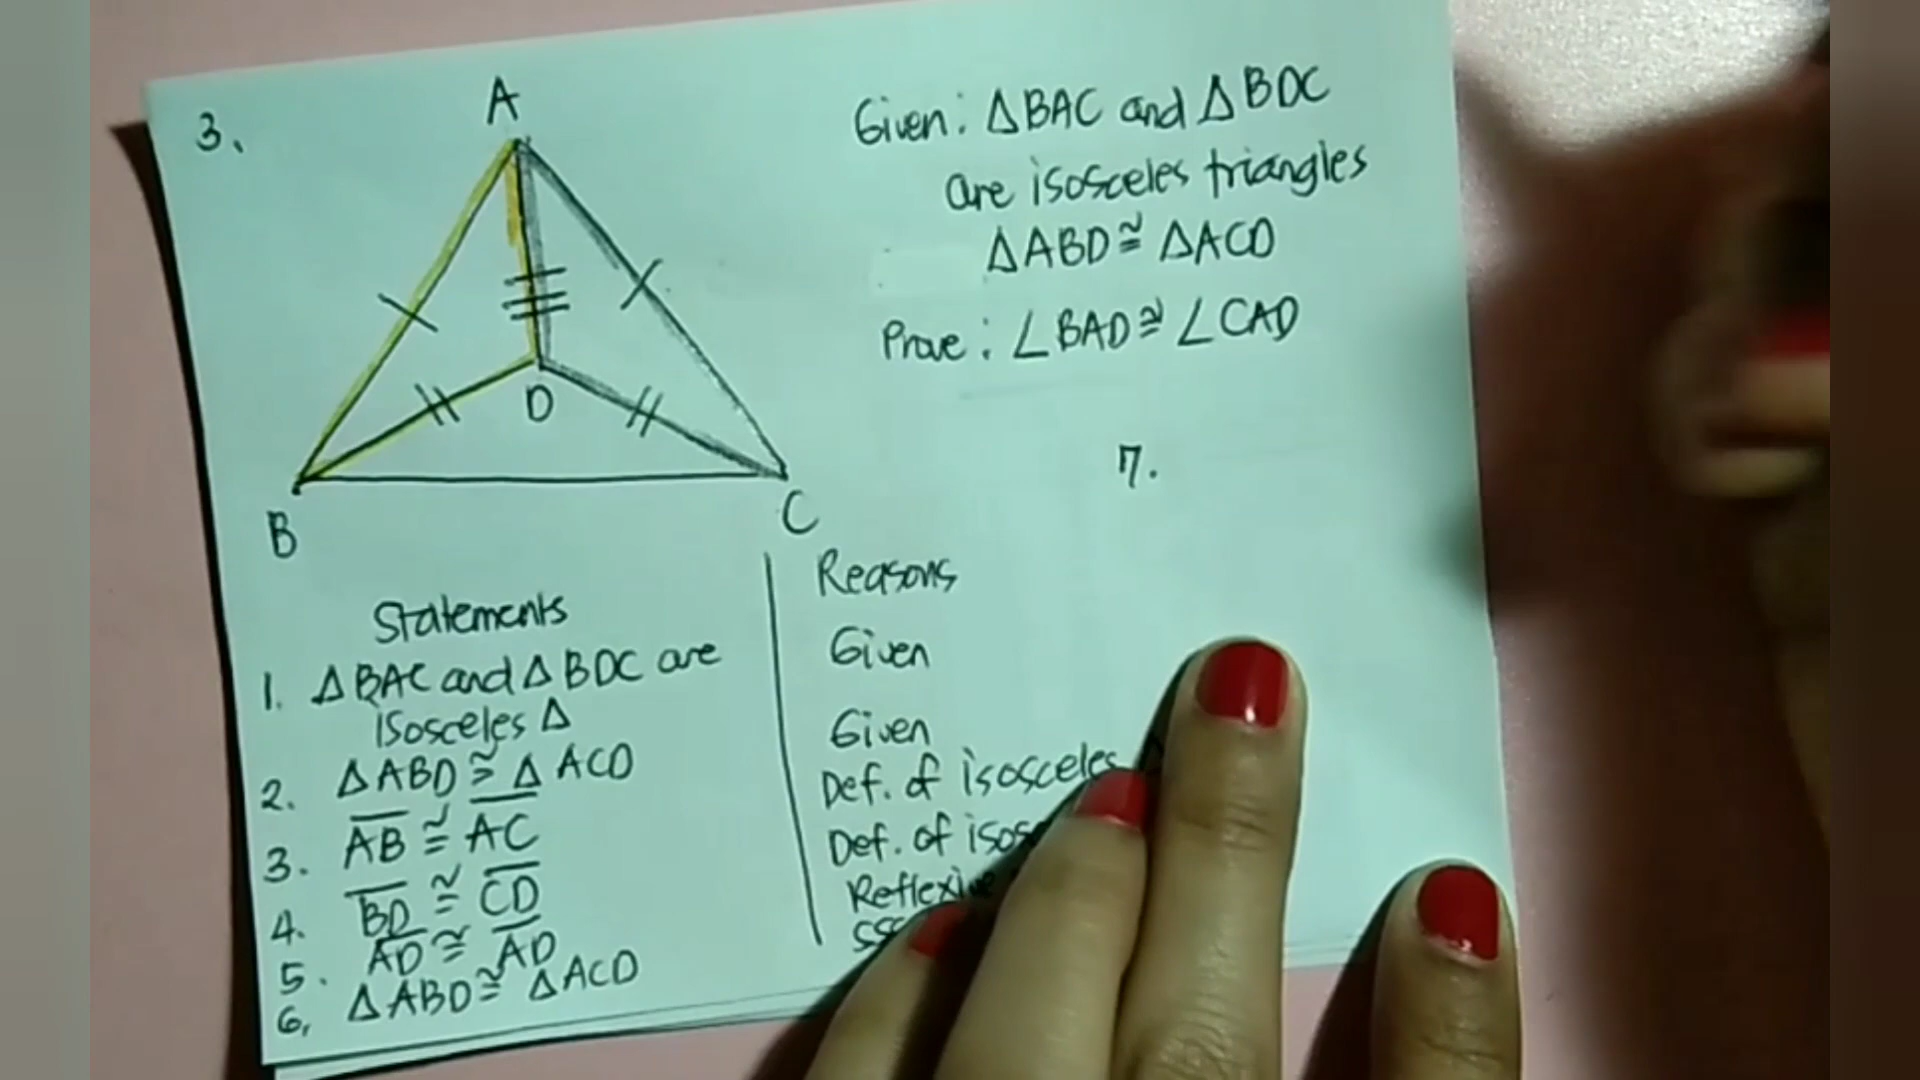 3.
A
B
C
D
Given: ΔBAC and ΔBDC
are isosceles triangles
ΔABD ≅ ΔACD
Prove: ∠BAD ≅ ∠CAD
7.
Statements
1. ΔBAC and ΔBDC are
isosceles Δ
2. ΔABD ≅ ΔACD
3. AB ≅ AC
4. BD ≅ CD
5. AD ≅ AD
6. ΔABD ≅ ΔACD
Reasons
Given
Given
Def. of isosceles
Def. of
Reflexive